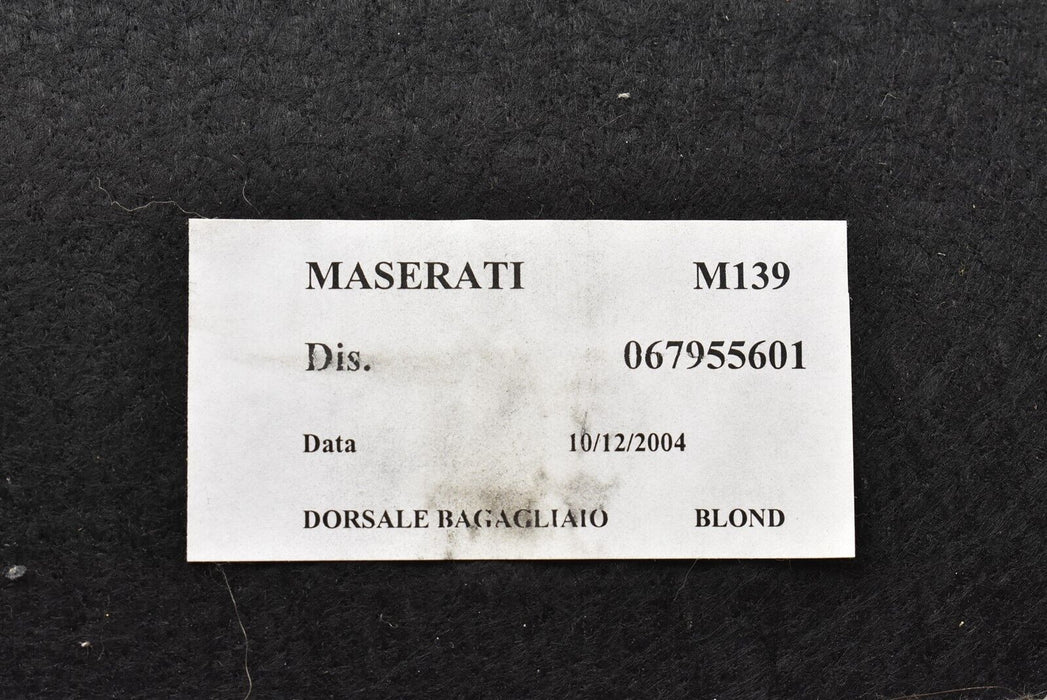 MASERATI M139
Dis. 067955601
Data 10/12/2004
DORSALE BAGAGLIAIO BLOND